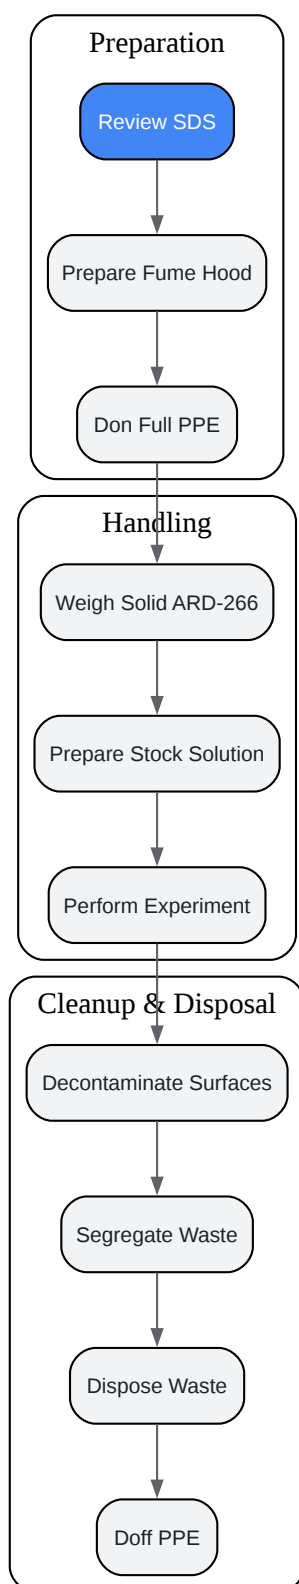 Preparation
Review SDS
Prepare Fume Hood
Don Full PPE
Handling
Weigh Solid ARD-266
Prepare Stock Solution
Perform Experiment
Cleanup & Disposal
Decontaminate Surfaces
Segregate Waste
Dispose Waste
Doff PPE